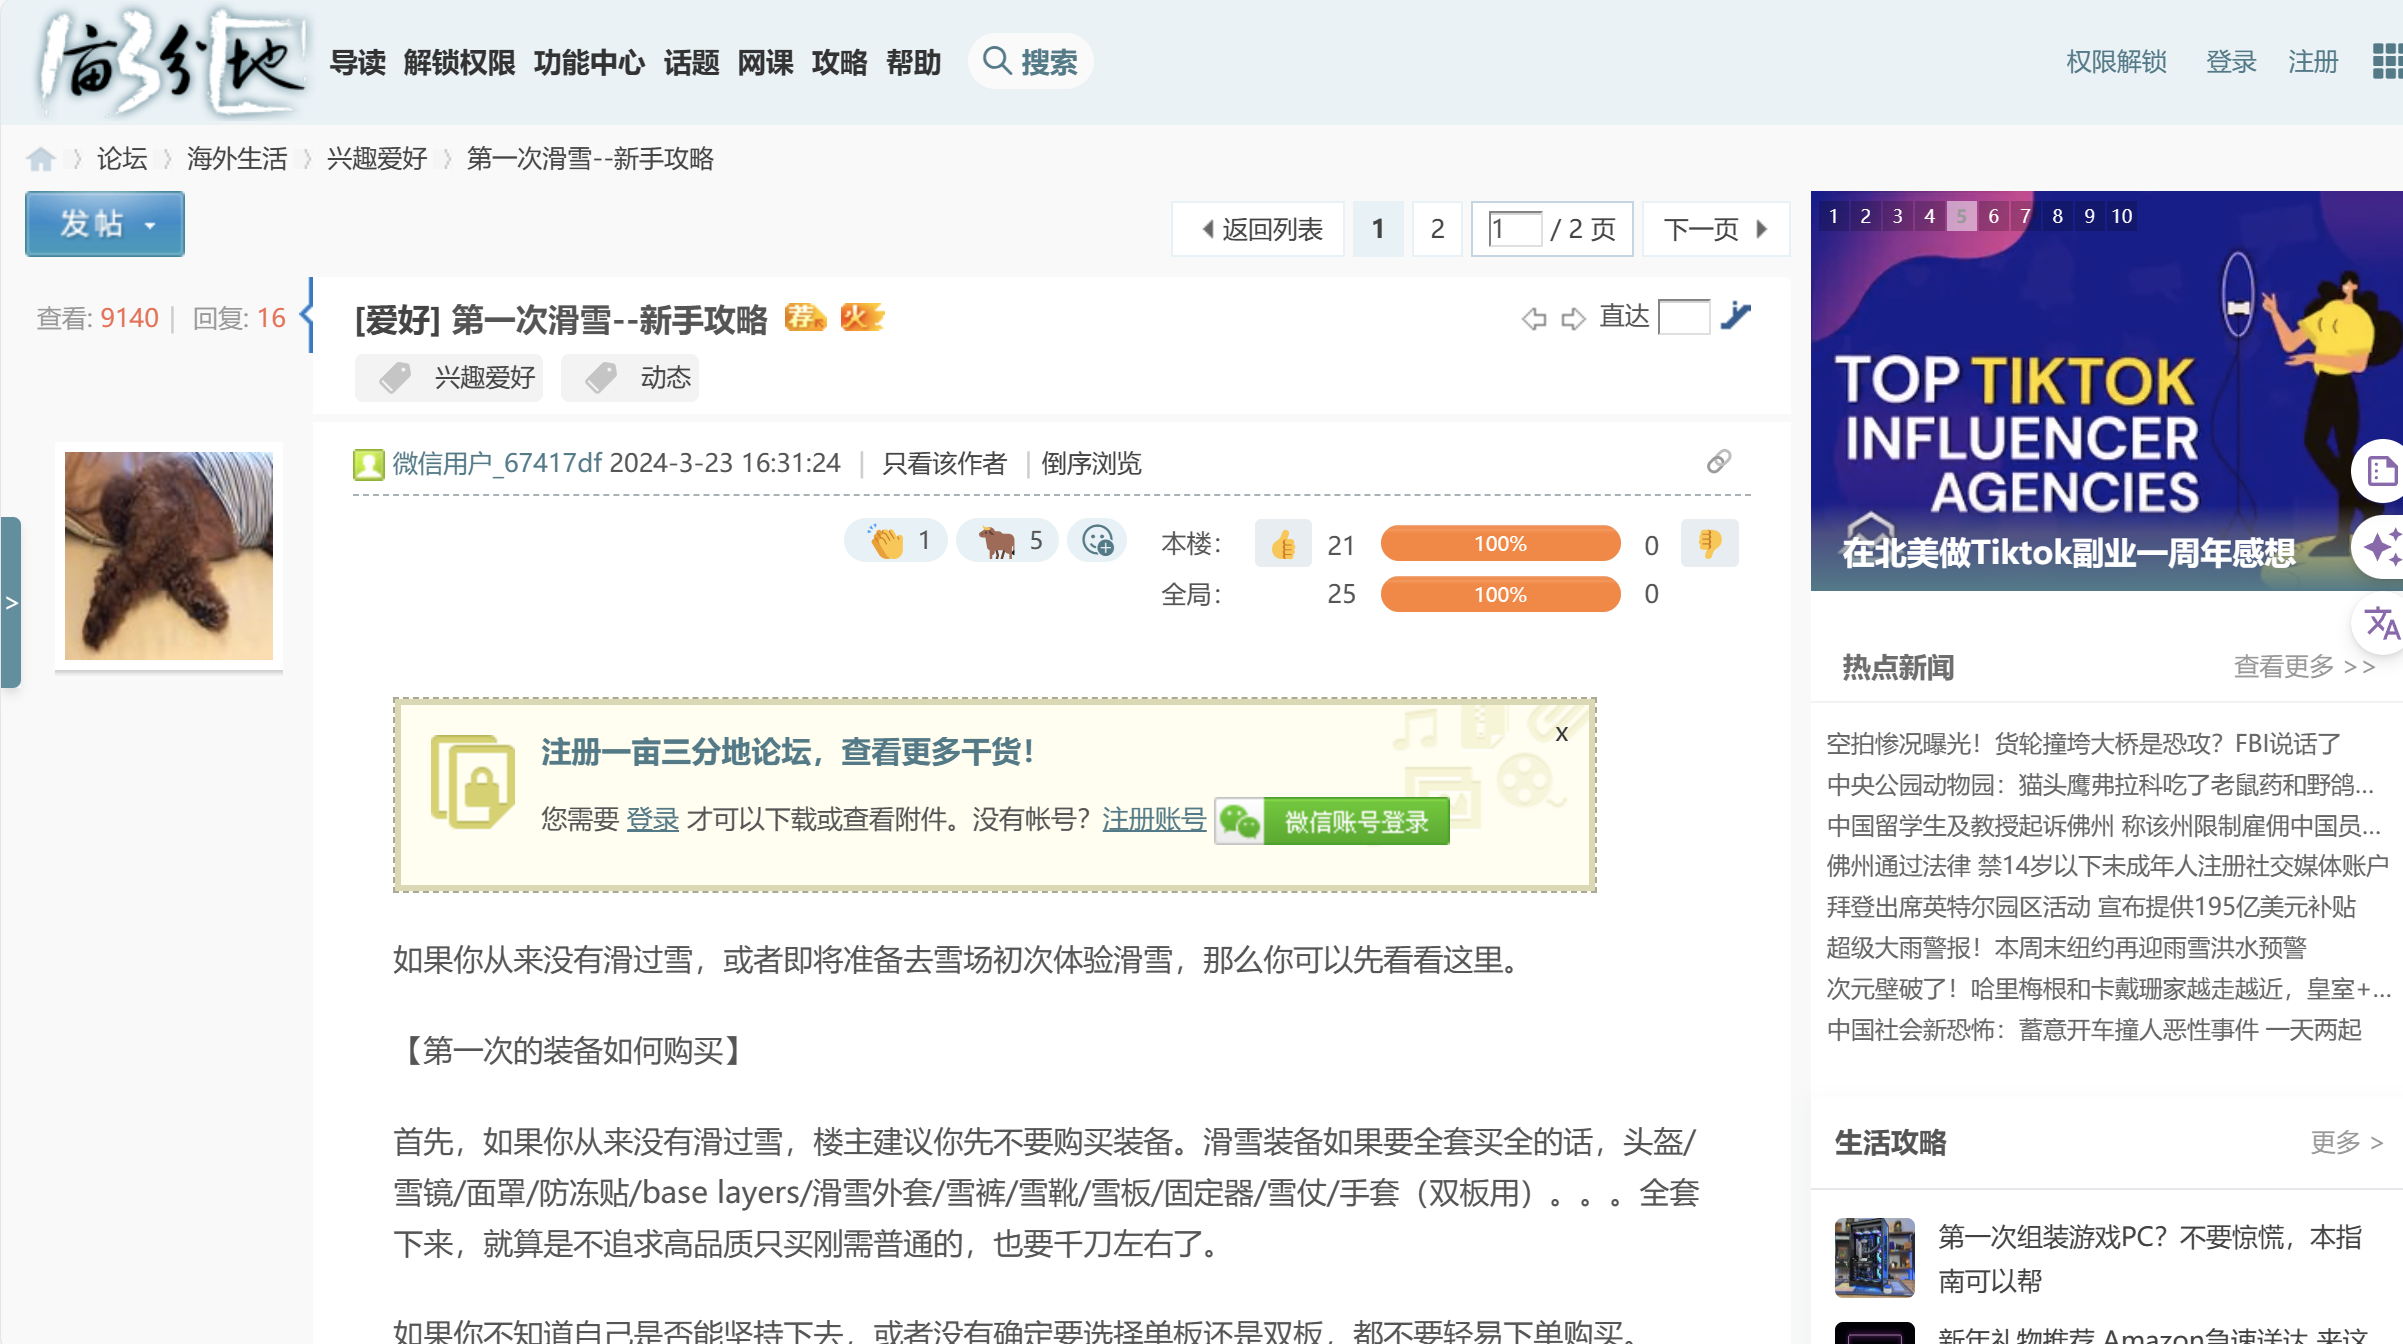 亩3分地
导读 解锁权限 功能中心 话题 网课 攻略 帮助 搜索
权限解锁 登录 注册
论坛 海外生活 兴趣爱好 第一次滑雪--新手攻略
发帖
返回列表 1 2 1 / 2 页 下一页
查看: 9140 | 回复: 16
[爱好] 第一次滑雪--新手攻略 荐 火
直达
兴趣爱好 动态
微信用户_67417df 2024-3-23 16:31:24 | 只看该作者 | 倒序浏览
1 5 本楼： 21 100% 0
全局： 25 100% 0
>
注册一亩三分地论坛，查看更多干货！
x
您需要 登录 才可以下载或查看附件。没有帐号？注册账号 微信账号登录
如果你从来没有滑过雪，或者即将准备去雪场初次体验滑雪，那么你可以先看看这里。
【第一次的装备如何购买】
首先，如果你从来没有滑过雪，楼主建议你先不要购买装备。滑雪装备如果要全套买全的话，头盔/
雪镜/面罩/防冻贴/base layers/滑雪外套/雪裤/雪靴/雪板/固定器/雪仗/手套（双板用）。。。全套
下来，就算是不追求高品质只买刚需普通的，也要千刀左右了。
如果你不知道自己是否能坚持下去，或者没有确定要选择单板还是双板，都不要轻易下单购买。
1 2 3 4 5 6 7 8 9 10
TOP TIKTOK
INFLUENCER
AGENCIES
在北美做Tiktok副业一周年感想
文A
热点新闻 查看更多 >>
空拍惨况曝光！货轮撞垮大桥是恐攻？FBI说话了
中央公园动物园：猫头鹰弗拉科吃了老鼠药和野鸽...
中国留学生及教授起诉佛州 称该州限制雇佣中国员...
佛州通过法律 禁14岁以下未成年人注册社交媒体账户
拜登出席英特尔园区活动 宣布提供195亿美元补贴
超级大雨警报！本周末纽约再迎雨雪洪水预警
次元壁破了！哈里梅根和卡戴珊家越走越近，皇室+...
中国社会新恐怖：蓄意开车撞人恶性事件 一天两起
生活攻略 更多 >
第一次组装游戏PC？不要惊慌，本指
南可以帮
新年礼物推荐 Amazon急速送达 来这